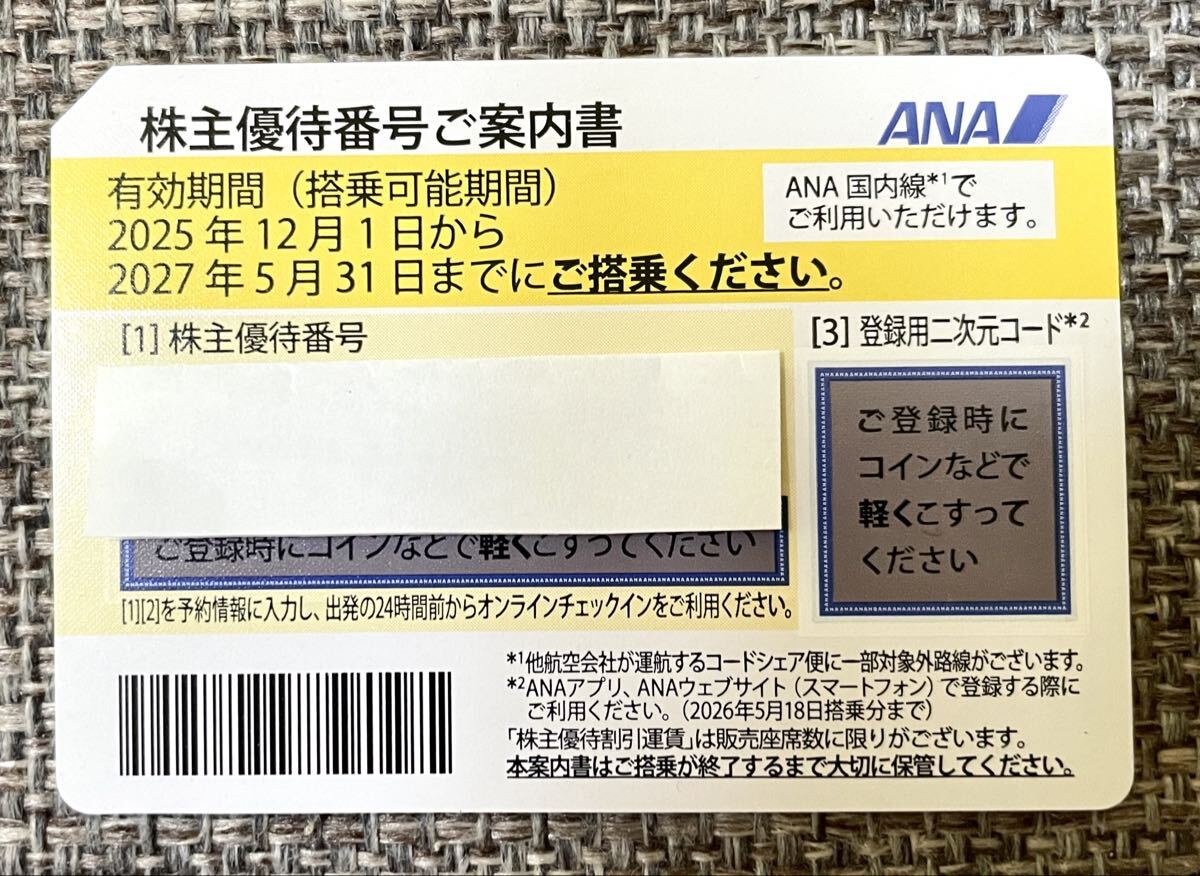 株主優待番号ご案内書
ANA
有効期間（搭乗可能期間）
2025年12月1日から
2027年5月31日までにご搭乗ください。
ANA国内線*1で
ご利用いただけます。
[1] 株主優待番号
ご登録時にコインなどで軽くこすってください
[1][2]を予約情報に入力し、出発の24時間前からオンラインチェックインをご利用ください。
[3] 登録用二次元コード*2
ご登録時に
コインなどで
軽くこすって
ください
*1他航空会社が運航するコードシェア便に一部対象外路線がございます。
*2ANAアプリ、ANAウェブサイト（スマートフォン）で登録する際に
ご利用ください。（2026年5月18日搭乗分まで）
「株主優待割引運賃」は販売座席数に限りがございます。
本案内書はご搭乗が終了するまで大切に保管してください。